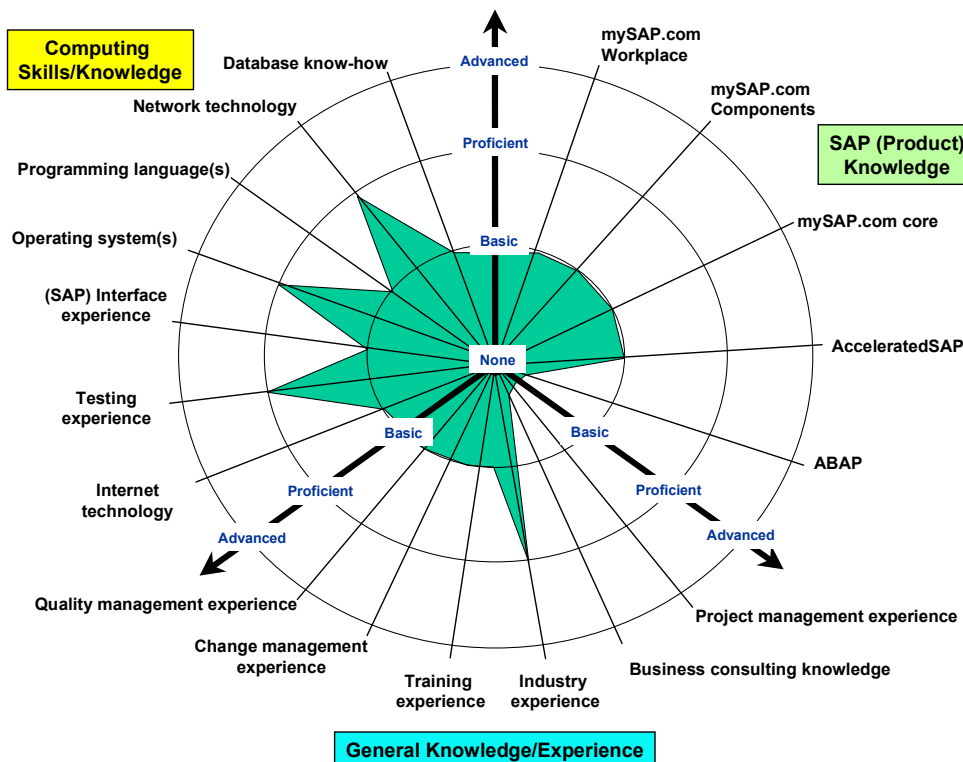 Computing
Skills/Knowledge
Database know-how
Network technology
Programming language(s)
Operating system(s)
(SAP) Interface
experience
Testing
experience
Internet
technology
Advanced
Proficient
Basic
None
mySAP.com
Workplace
mySAP.com
Components
SAP (Product)
Knowledge
mySAP.com core
AcceleratedSAP
ABAP
Basic
Proficient
Advanced
Basic
Proficient
Advanced
Quality management experience
Change management
experience
Training
experience
Industry
experience
Business consulting knowledge
Project management experience
General Knowledge/Experience